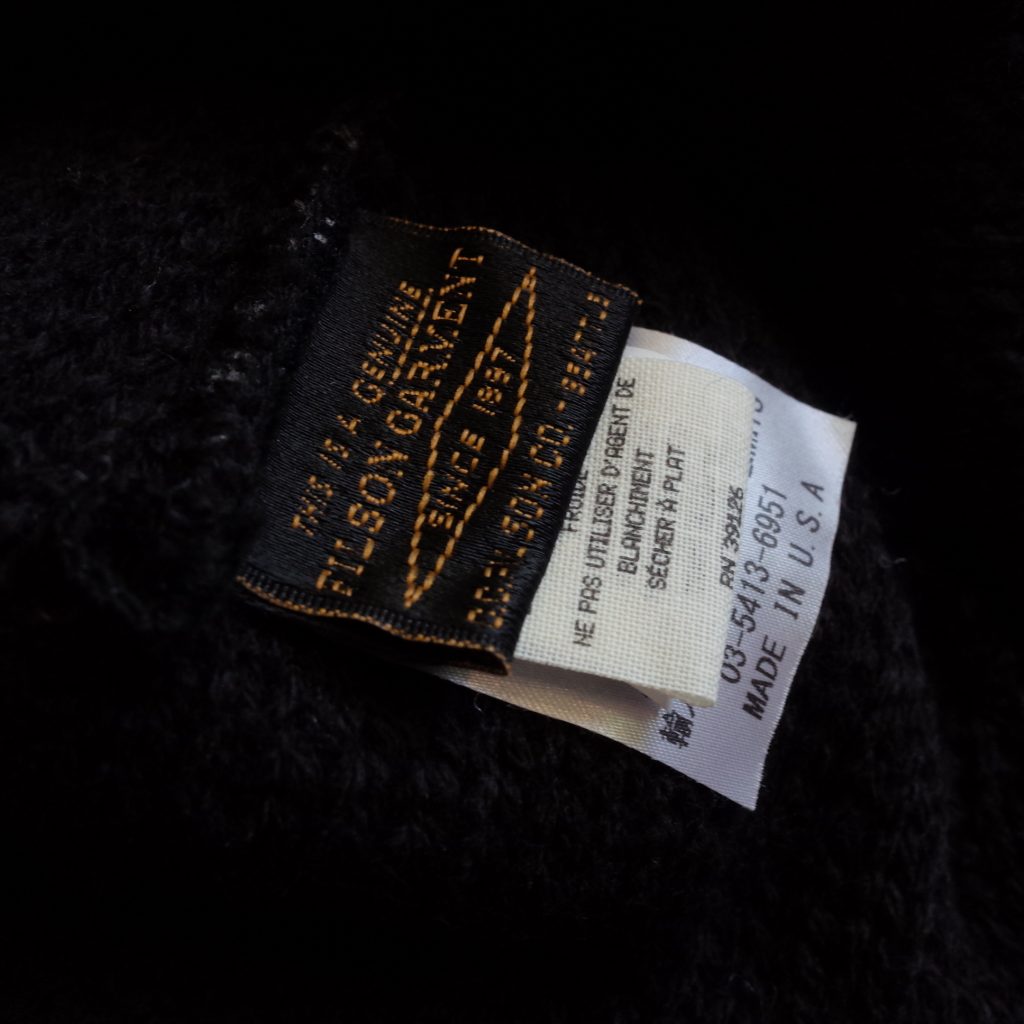 THIS IS A GENUINE
FILSON GARMENT
SINCE 1897
C.C. FILSON CO. - SEATTLE
FROIDE
NE PAS UTILISER D'AGENT DE
BLANCHIMENT
SÉCHER À PLAT
RN 39126
03-5413-6951
MADE IN U.S.A
輸